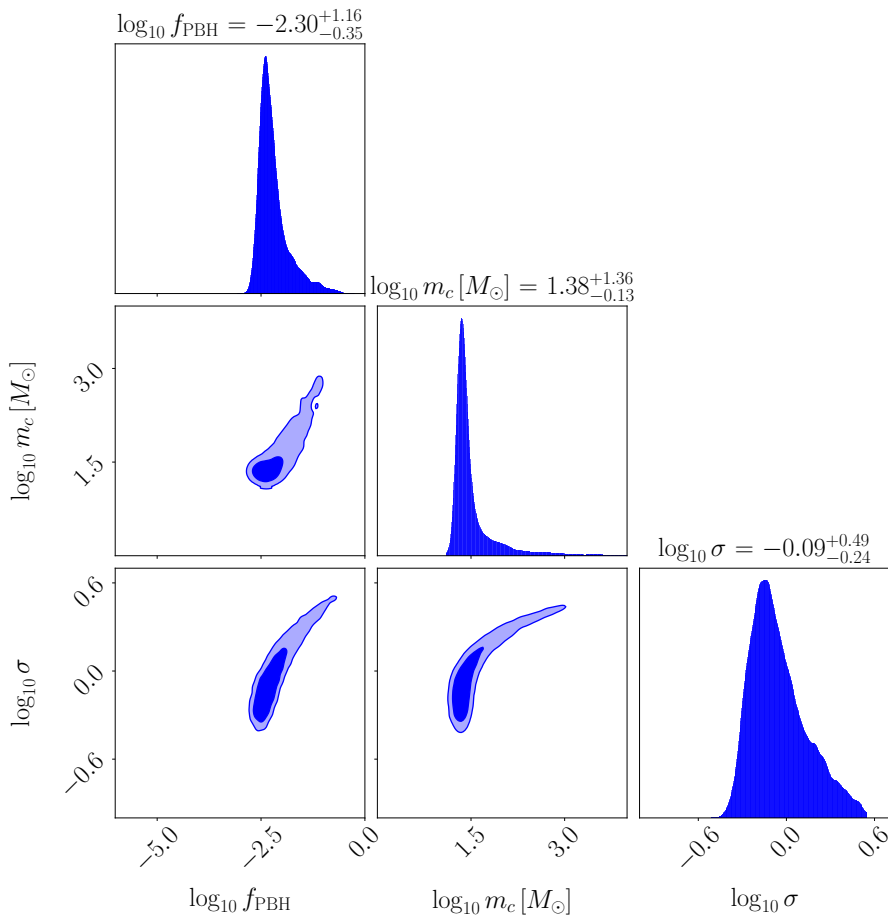 log₁₀ f_PBH = −2.30^{+1.16}_{−0.35}
log₁₀ m_c [M_⊙] = 1.38^{+1.36}_{−0.13}
log₁₀ m_c [M_⊙]
3.0
1.5
log₁₀ σ = −0.09^{+0.49}_{−0.24}
log₁₀ σ
0.6
0.0
−0.6
−5.0 −2.5 0.0 1.5 3.0 −0.6 0.0 0.6
log₁₀ f_PBH log₁₀ m_c [M_⊙] log₁₀ σ